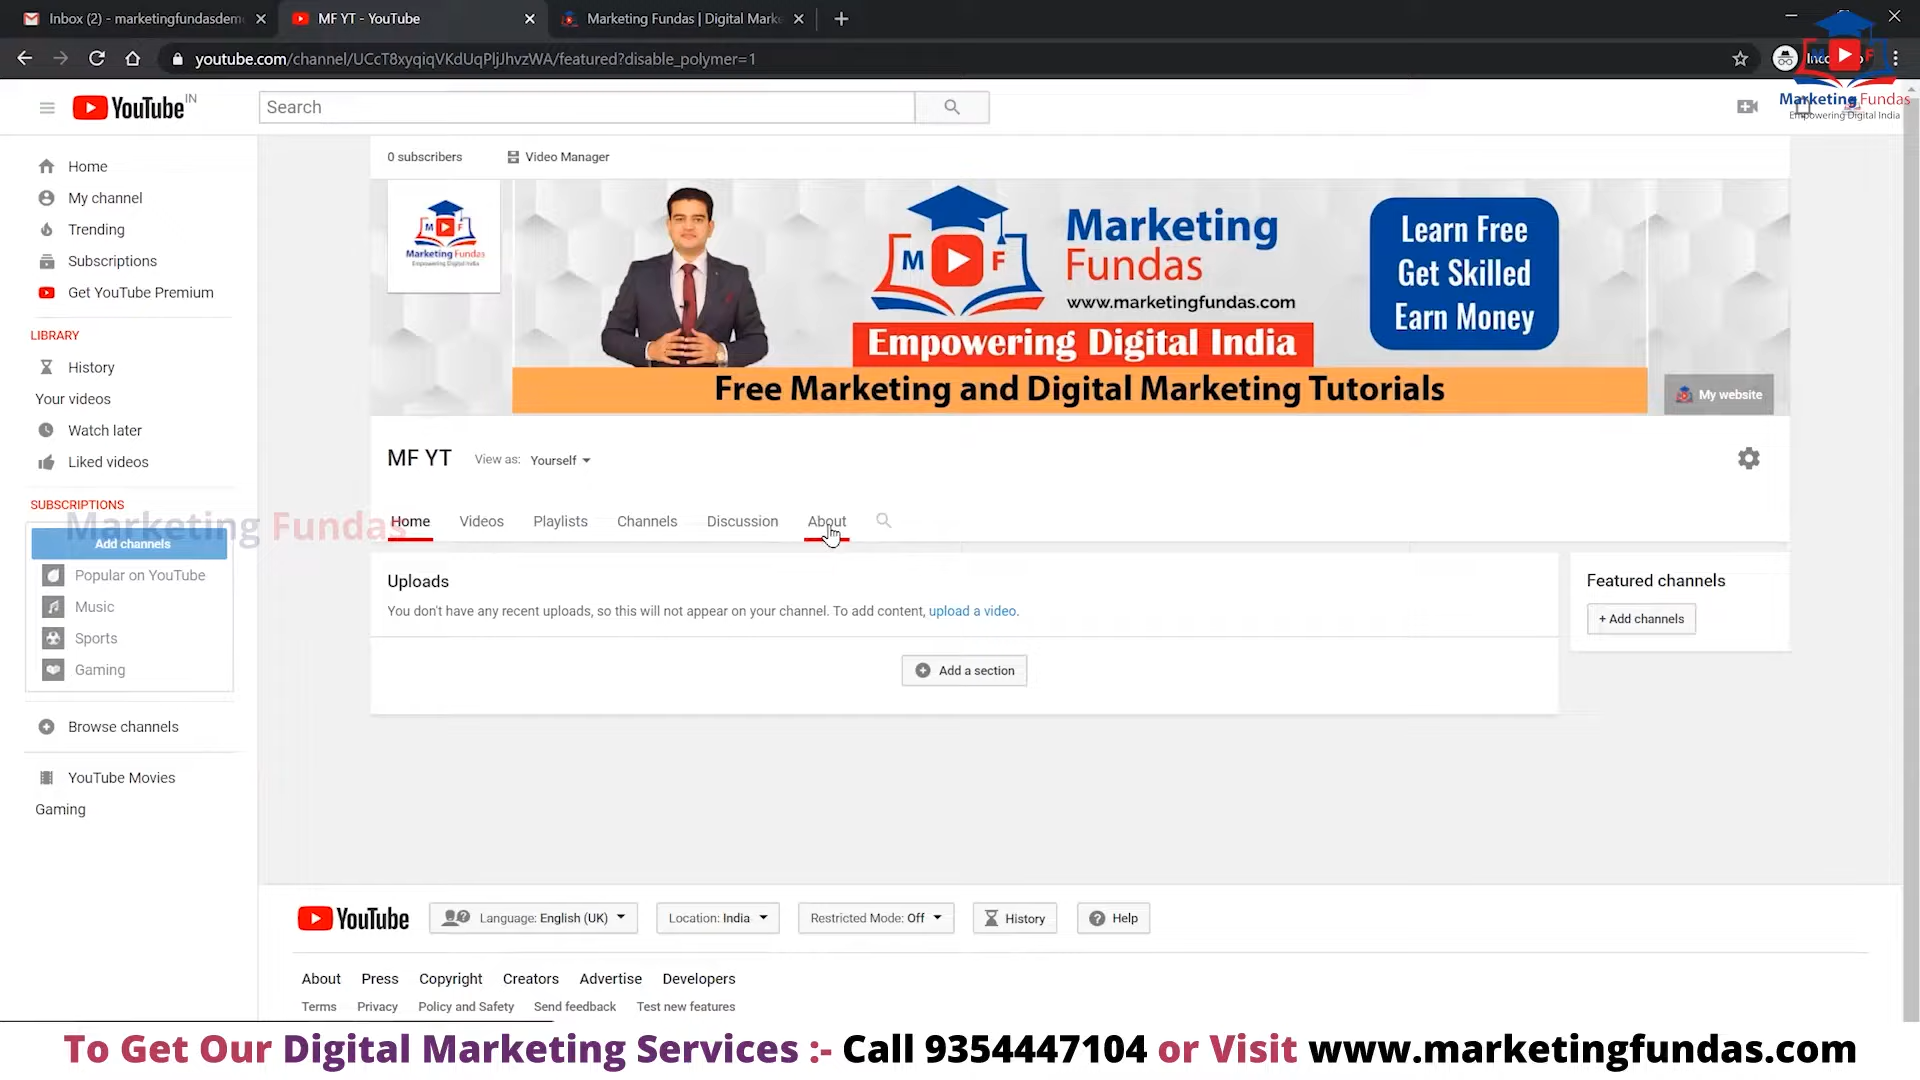 Inbox (2) - marketingfundasdem
MF YT - YouTube
Marketing Fundas | Digital Marke
youtube.com/channel/UCcT8xyqiqVKdUqPljJhvzWA/featured?disable_polymer=1
YouTube IN
Search
Marketing Fundas
Empowering Digital India
0 subscribers
Video Manager
Home
My channel
Trending
Subscriptions
Get YouTube Premium
LIBRARY
History
Your videos
Watch later
Liked videos
SUBSCRIPTIONS
Add channels
Popular on YouTube
Music
Sports
Gaming
Browse channels
YouTube Movies
Gaming
M F
Marketing Fundas
Empowering Digital India
M F
Marketing
Fundas
www.marketingfundas.com
Empowering Digital India
Free Marketing and Digital Marketing Tutorials
Learn Free
Get Skilled
Earn Money
My website
MF YT
View as: Yourself
Marketing Fundas
Home Videos Playlists Channels Discussion About
Uploads
You don't have any recent uploads, so this will not appear on your channel. To add content, upload a video.
Add a section
Featured channels
+ Add channels
YouTube
Language: English (UK)
Location: India
Restricted Mode: Off
History
Help
About Press Copyright Creators Advertise Developers
Terms Privacy Policy and Safety Send feedback Test new features
To Get Our Digital Marketing Services :- Call 9354447104 or Visit www.marketingfundas.com